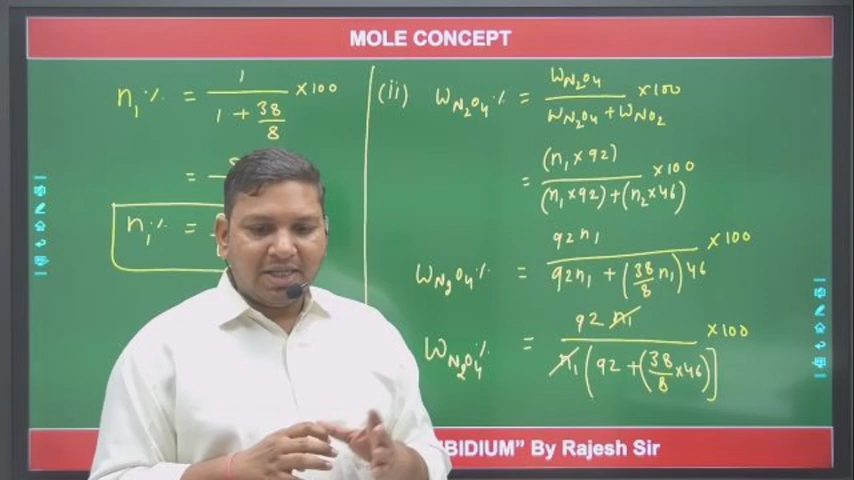 MOLE CONCEPT
n₁% = 1 / (1 + 38/8) × 100
=
n₁% =
(ii) W_N₂O₄% = W_N₂O₄ / (W_N₂O₄ + W_NO₂) × 100
= (n₁ × 92) / ((n₁ × 92) + (n₂ × 46)) × 100
W_N₂O₄% = 92n₁ / (92n₁ + (38/8 n₁) 46) × 100
W_N₂O₄% = 92 n₁ / (n₁ (92 + (38/8 × 46)]) × 100
BIDIUM” By Rajesh Sir